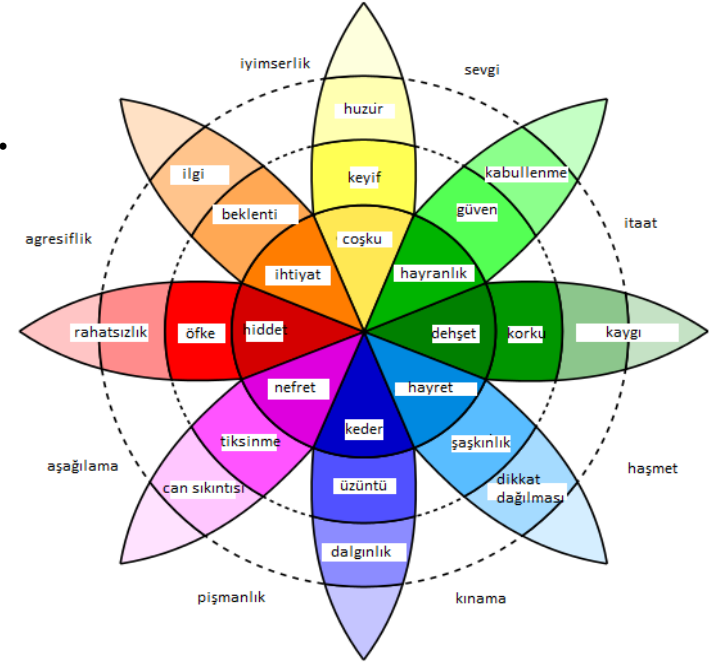 iyimserlik
sevgi
huzur
ilgi
kabullenme
keyif
beklenti
güven
itaat
agresiflik
coşku
ihtiyat
hayranlık
rahatsızlık
öfke
hiddet
dehşet
korku
kaygı
nefret
hayret
keder
tiksinme
şaşkınlık
aşağılama
haşmet
can sıkıntısı
üzüntü
dikkat
dağılması
dalgınlık
pişmanlık
kınama